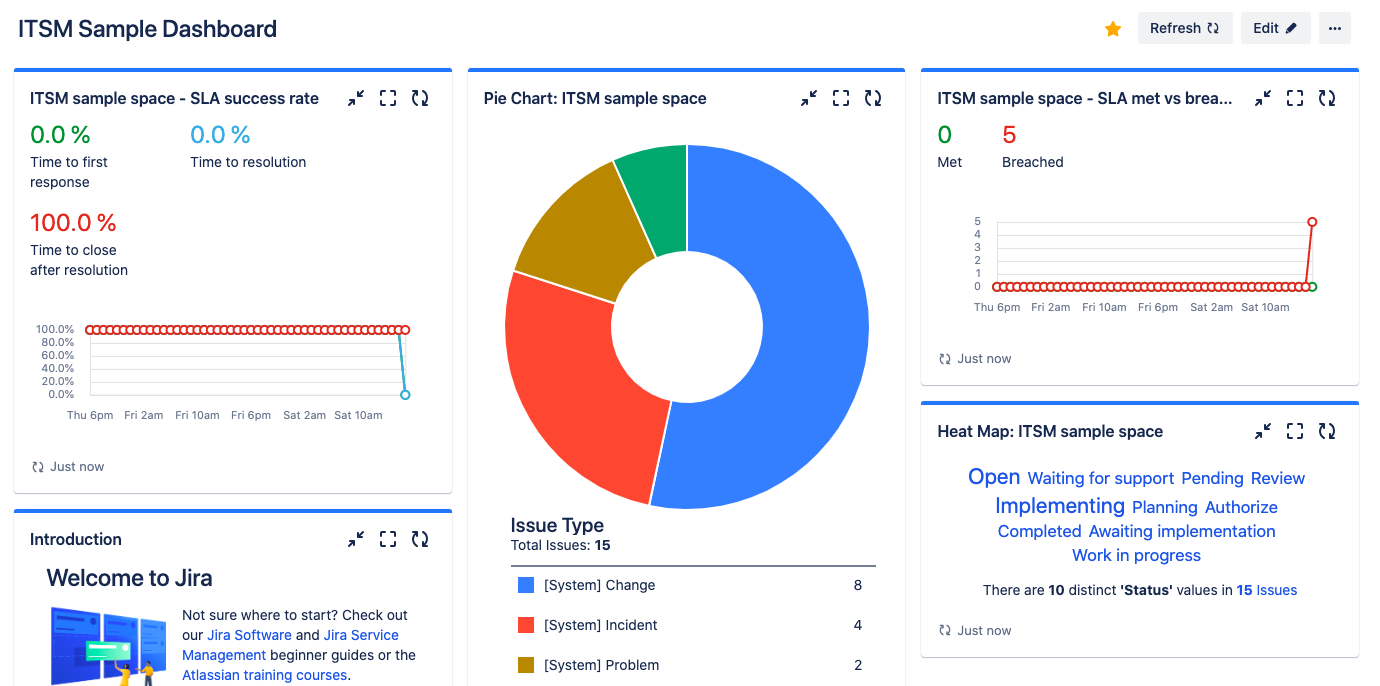 ITSM Sample Dashboard
Refresh
Edit
ITSM sample space - SLA success rate
0.0 %
Time to first
response
0.0 %
Time to resolution
100.0 %
Time to close
after resolution
100.0%
80.0%
60.0%
40.0%
20.0%
0.0%
Thu 6pm Fri 2am Fri 10am Fri 6pm Sat 2am Sat 10am
Just now
Introduction
Welcome to Jira
Not sure where to start? Check out
our Jira Software and Jira Service
Management beginner guides or the
Atlassian training courses.
Pie Chart: ITSM sample space
Issue Type
Total Issues: 15
[System] Change 8
[System] Incident 4
[System] Problem 2
ITSM sample space - SLA met vs brea...
0
Met
5
Breached
5
4
3
2
1
0
Thu 6pm Fri 2am Fri 10am Fri 6pm Sat 2am Sat 10am
Just now
Heat Map: ITSM sample space
Open Waiting for support Pending Review
Implementing Planning Authorize
Completed Awaiting implementation
Work in progress
There are 10 distinct 'Status' values in 15 Issues
Just now